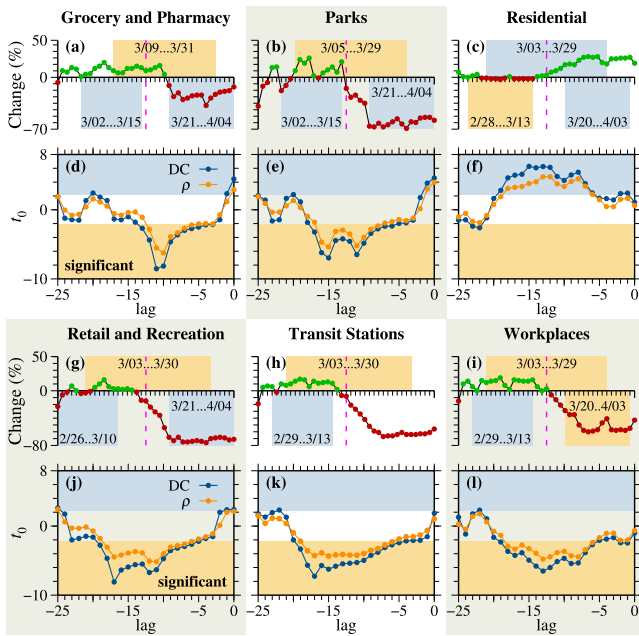 Grocery and Pharmacy Parks Residential
50 (a) 3/09...3/31 (b) 3/05...3/29 (c) 3/03...3/29
Change (%) 0
3/21...4/04
−70 3/02...3/15 3/21...4/04 3/02...3/15 2/28...3/13 3/20...4/03
8 (d) DC (e) (f)
ρ
t0 0
−10 significant
−25 −15 −5 0 −25 −15 −5 0 −25 −15 −5 0
lag lag lag
Retail and Recreation Transit Stations Workplaces
50 (g) 3/03...3/30 (h) 3/03...3/30 (i) 3/03...3/29
Change (%) 0
3/21...4/04 3/20..4/03
−80 2/26..3/10 2/29...3/13 2/29...3/13
8 (j) DC (k) (l)
ρ
t0 0
−10 significant
−25 −15 −5 0 −25 −15 −5 0 −25 −15 −5 0
lag lag lag